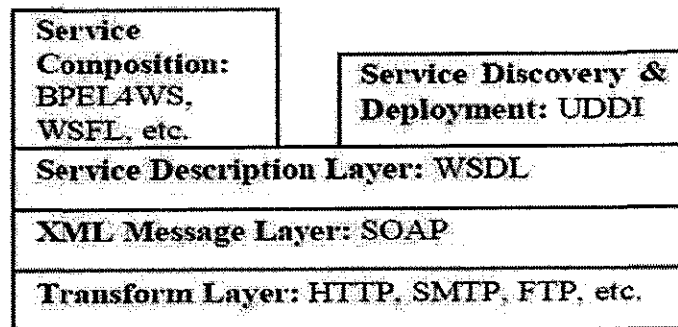 Service
Composition:
BPEL4WS,
WSFL, etc.
Service Discovery &
Deployment: UDDI
Service Description Layer: WSDL
XML Message Layer: SOAP
Transform Layer: HTTP, SMTP, FTP, etc.